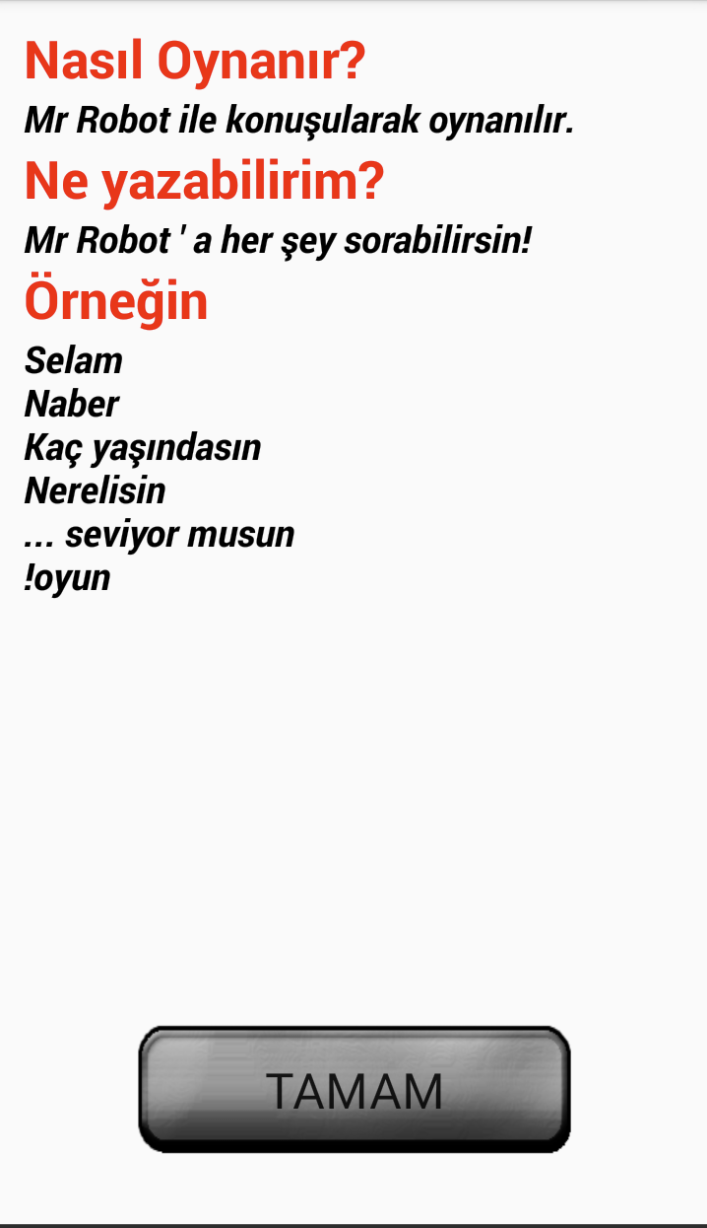 Nasıl Oynanır?
Mr Robot ile konuşularak oynanılır.
Ne yazabilirim?
Mr Robot ' a her şey sorabilirsin!
Örneğin
Selam
Naber
Kaç yaşındasın
Nerelisin
... seviyor musun
!oyun
TAMAM